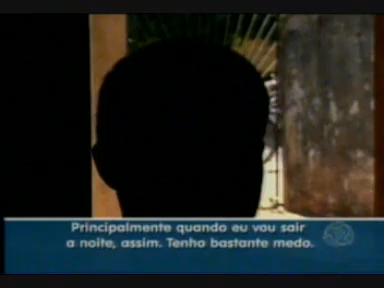 Principalmente quando eu vou sair
a noite, assim. Tenho bastante medo.